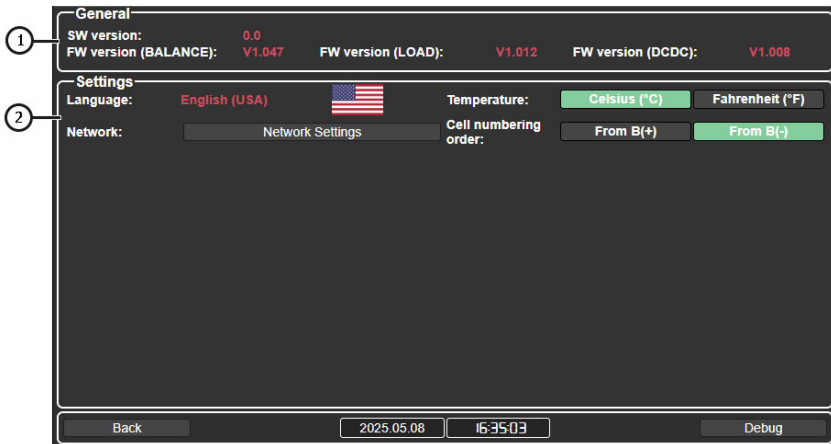 General
1
SW version: 0.0
FW version (BALANCE): V1.047 FW version (LOAD): V1.012 FW version (DCDC): V1.008
Settings
2
Language: English (USA) Temperature: Celsius (°C) Fahrenheit (°F)
Network: Network Settings Cell numbering order: From B(+) From B(-)
Back 2025.05.08 16:35:03 Debug